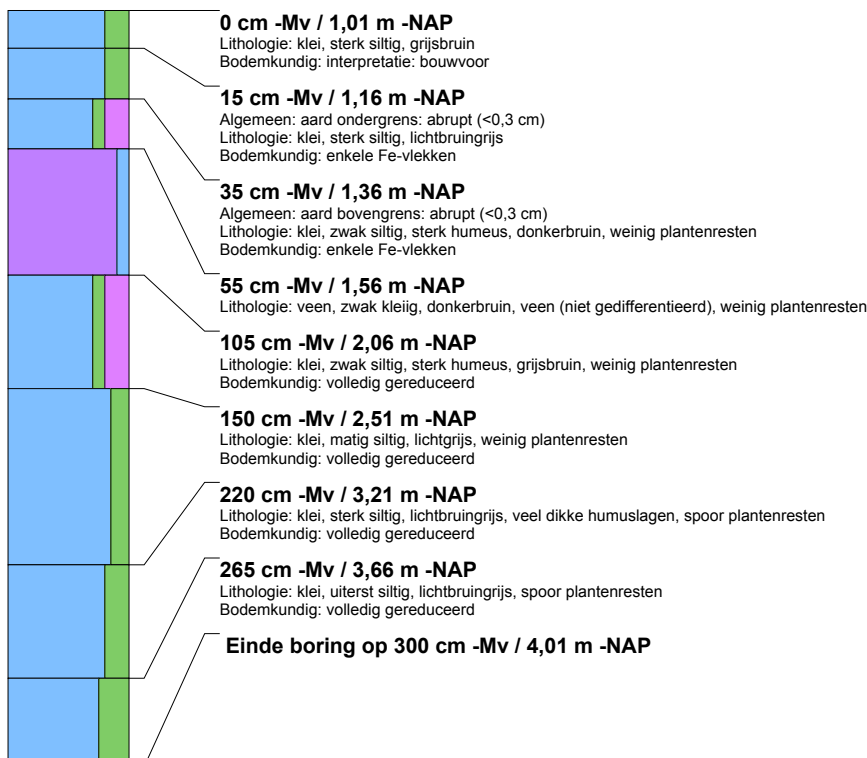 0 cm -Mv / 1,01 m -NAP
Lithologie: klei, sterk siltig, grijsbruin
Bodemkundig: interpretatie: bouwvoor
15 cm -Mv / 1,16 m -NAP
Algemeen: aard ondergrens: abrupt (<0,3 cm)
Lithologie: klei, sterk siltig, lichtbruingrijs
Bodemkundig: enkele Fe-vlekken
35 cm -Mv / 1,36 m -NAP
Algemeen: aard bovengrens: abrupt (<0,3 cm)
Lithologie: klei, zwak siltig, sterk humeus, donkerbruin, weinig plantenresten
Bodemkundig: enkele Fe-vlekken
55 cm -Mv / 1,56 m -NAP
Lithologie: veen, zwak kleiig, donkerbruin, veen (niet gedifferentieerd), weinig plantenresten
105 cm -Mv / 2,06 m -NAP
Lithologie: klei, zwak siltig, sterk humeus, grijsbruin, weinig plantenresten
Bodemkundig: volledig gereduceerd
150 cm -Mv / 2,51 m -NAP
Lithologie: klei, matig siltig, lichtgrijs, weinig plantenresten
Bodemkundig: volledig gereduceerd
220 cm -Mv / 3,21 m -NAP
Lithologie: klei, sterk siltig, lichtbruingrijs, veel dikke humuslagen, spoor plantenresten
Bodemkundig: volledig gereduceerd
265 cm -Mv / 3,66 m -NAP
Lithologie: klei, uiterst siltig, lichtbruingrijs, spoor plantenresten
Bodemkundig: volledig gereduceerd
Einde boring op 300 cm -Mv / 4,01 m -NAP